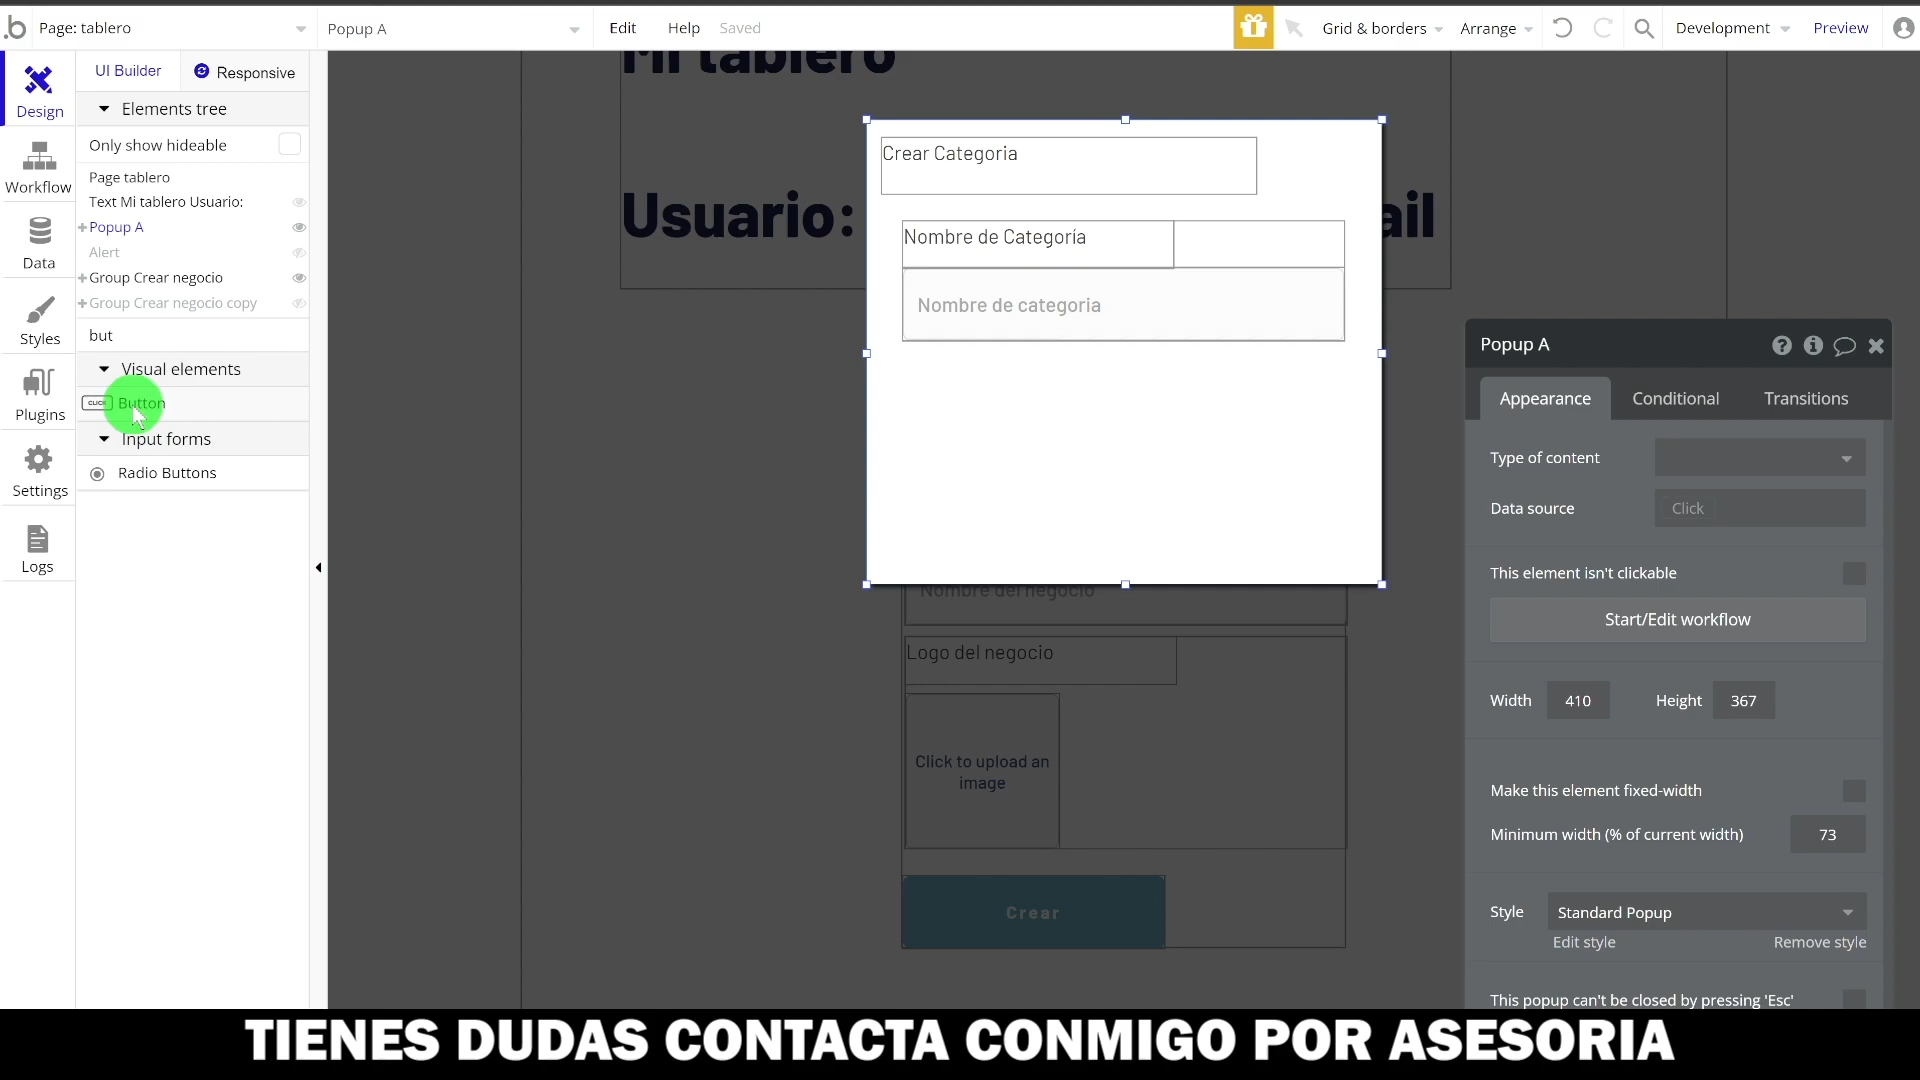 b Page: tablero Popup A Edit Help Saved Grid & borders Arrange Development Preview
UI Builder Responsive
Design
Workflow
Data
Styles
Plugins
Settings
Logs
Elements tree
Only show hideable
Page tablero
Text Mi tablero Usuario:
+Popup A
Alert
+Group Crear negocio
+Group Crear negocio copy
but
Visual elements
CLICK Button
Input forms
Radio Buttons
Mi tablero
Usuario:
ail
Crear Categoria
Nombre de Categoría
Nombre de categoria
Nombre del negocio
Logo del negocio
Click to upload an
image
Crear
Popup A
Appearance Conditional Transitions
Type of content
Data source Click
This element isn't clickable
Start/Edit workflow
Width 410 Height 367
Make this element fixed-width
Minimum width (% of current width) 73
Style Standard Popup
Edit style Remove style
This popup can't be closed by pressing 'Esc'
TIENES DUDAS CONTACTA CONMIGO POR ASESORIA